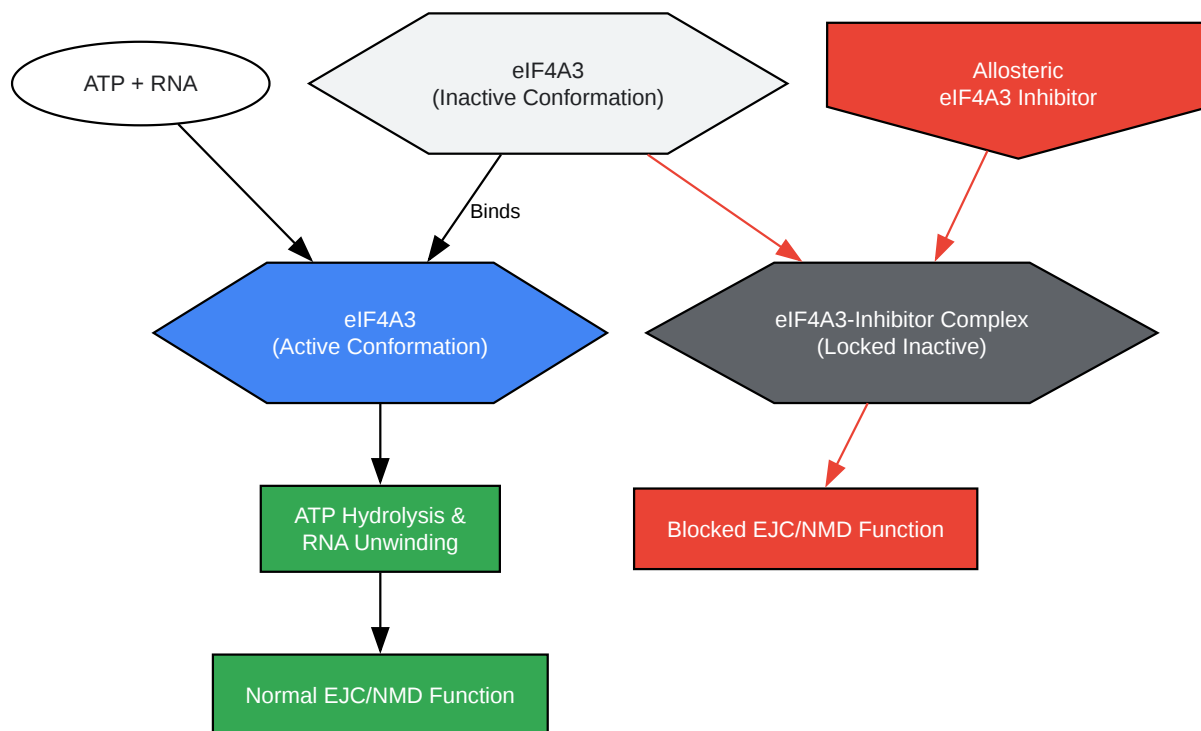 ATP + RNA
eIF4A3
(Inactive Conformation)
Allosteric
eIF4A3 Inhibitor
Binds
eIF4A3
(Active Conformation)
eIF4A3-Inhibitor Complex
(Locked Inactive)
ATP Hydrolysis &
RNA Unwinding
Blocked EJC/NMD Function
Normal EJC/NMD Function